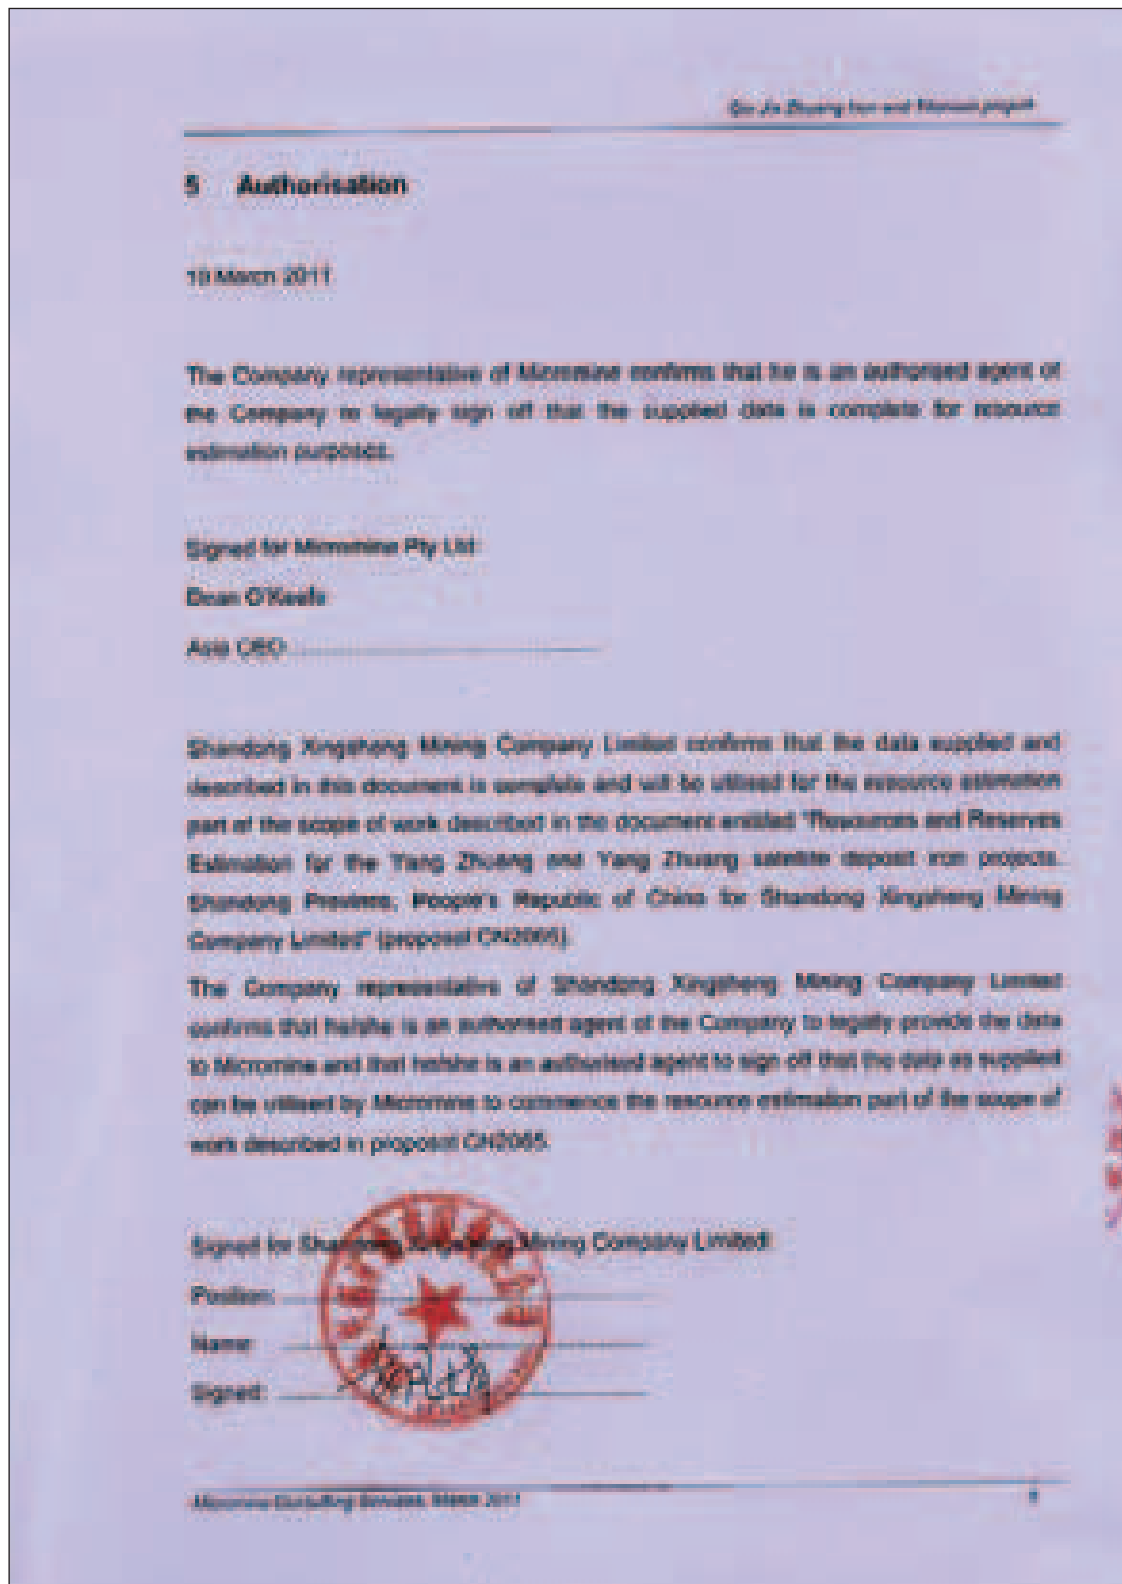 Qin Jia Zhuang Iron and Titanium project
5 Authorisation
10 March 2011
The Company representative of Micromine confirms that he is an authorised agent of
the Company to legally sign off that the supplied data is complete for resource
estimation purposes.
Signed for Micromine Pty Ltd
Dean O'Keefe
Asia CEO
Shandong Xingsheng Mining Company Limited confirms that the data supplied and
described in this document is complete and will be utilised for the resource estimation
part of the scope of work described in the document entitled "Resources and Reserves
Estimation for the Yang Zhuang and Yang Zhuang satellite deposit iron projects,
Shandong Province, People's Republic of China for Shandong Xingsheng Mining
Company Limited" (proposal CN2065).
The Company representative of Shandong Xingsheng Mining Company Limited
confirms that he/she is an authorised agent of the Company to legally provide the data
to Micromine and that he/she is an authorised agent to sign off that the data as supplied
can be utilised by Micromine to commence the resource estimation part of the scope of
work described in proposal CN2065.
Signed for Shandong Xingsheng Mining Company Limited:
Position:
Name:
Signed:
Micromine Consulting Services, March 2011